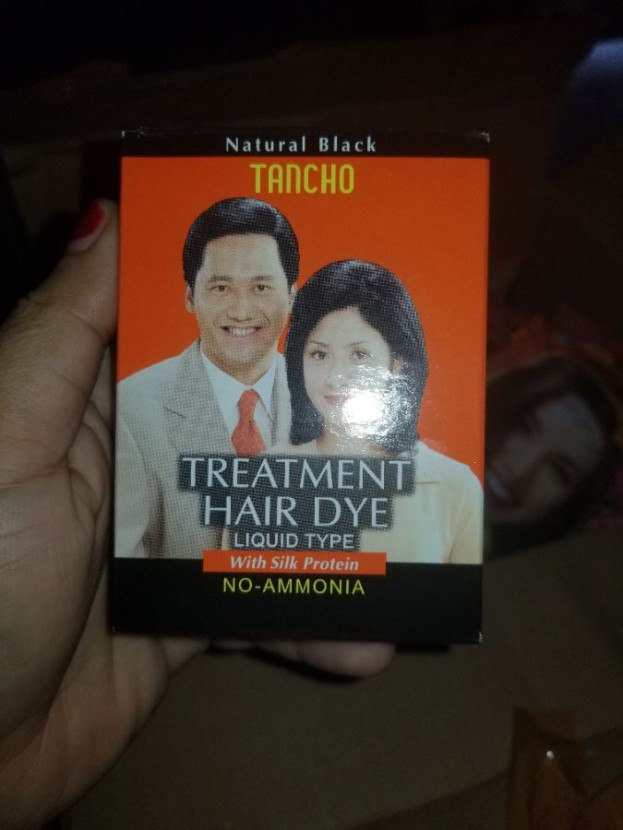 Natural Black
TANCHO
TREATMENT
HAIR DYE
LIQUID TYPE
With Silk Protein
NO-AMMONIA